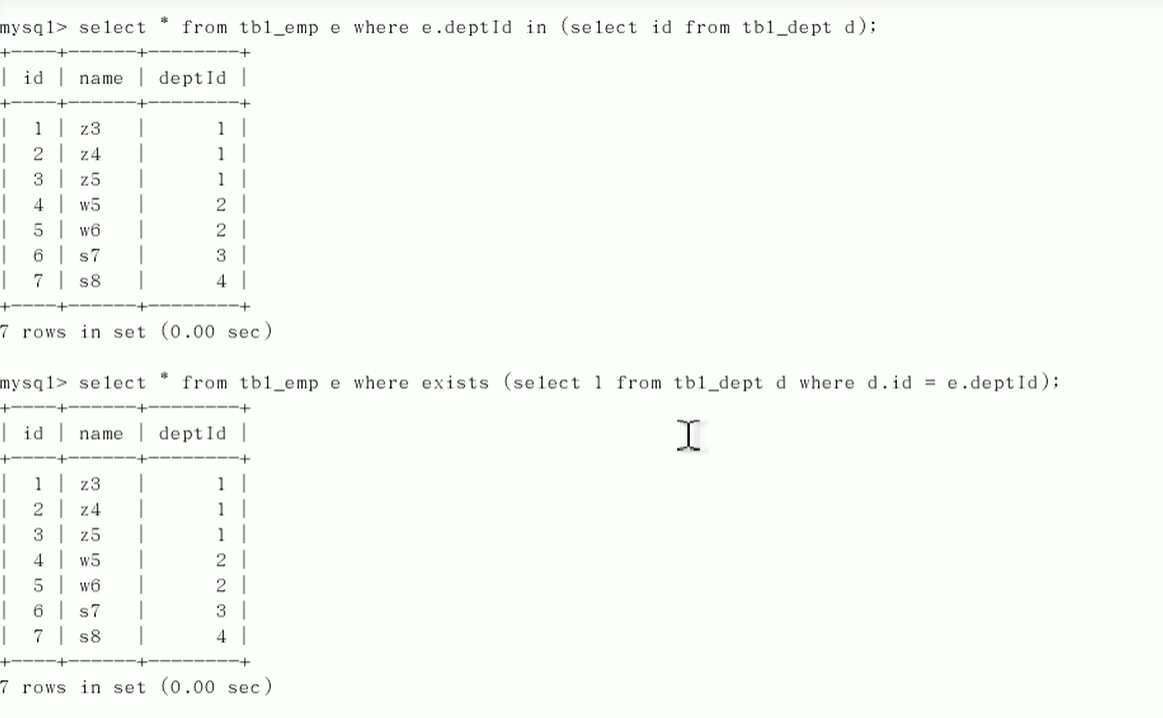 mysql> select * from tbl_emp e where e.deptId in (select id from tbl_dept d);
+----+------+--------+
| id | name | deptId |
+----+------+--------+
|  1 | z3   |      1 |
|  2 | z4   |      1 |
|  3 | z5   |      1 |
|  4 | w5   |      2 |
|  5 | w6   |      2 |
|  6 | s7   |      3 |
|  7 | s8   |      4 |
+----+------+--------+
7 rows in set (0.00 sec)
mysql> select * from tbl_emp e where exists (select 1 from tbl_dept d where d.id = e.deptId);
+----+------+--------+
| id | name | deptId |
+----+------+--------+
|  1 | z3   |      1 |
|  2 | z4   |      1 |
|  3 | z5   |      1 |
|  4 | w5   |      2 |
|  5 | w6   |      2 |
|  6 | s7   |      3 |
|  7 | s8   |      4 |
+----+------+--------+
7 rows in set (0.00 sec)